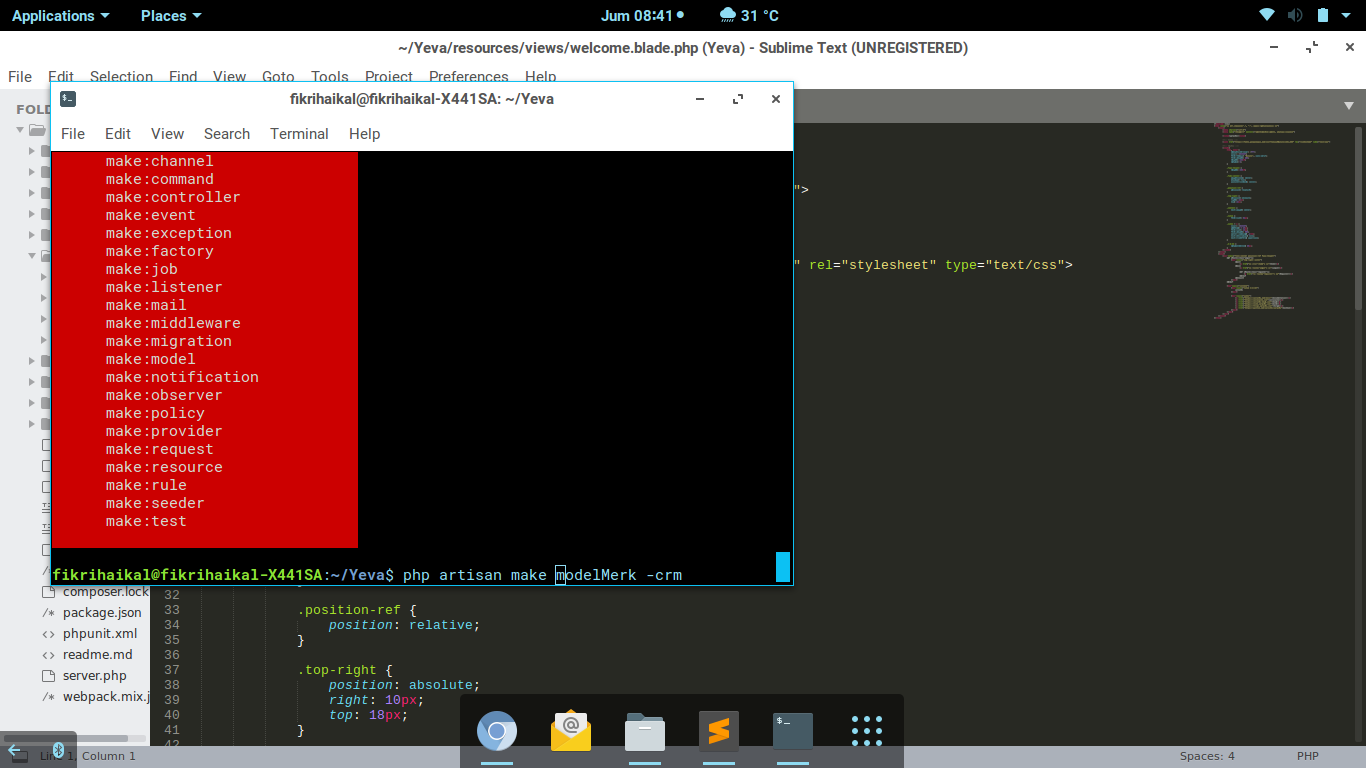 Applications Places Jum 08:41 31 °C
~/Yeva/resources/views/welcome.blade.php (Yeva) - Sublime Text (UNREGISTERED)
File Edit Selection Find View Goto Tools Project Preferences Help
FOLD
fikrihaikal@fikrihaikal-X441SA: ~/Yeva
File Edit View Search Terminal Help
make:channel
make:command
make:controller
make:event
make:exception
make:factory
make:job
make:listener
make:mail
make:middleware
make:migration
make:model
make:notification
make:observer
make:policy
make:provider
make:request
make:resource
make:rule
make:seeder
make:test
fikrihaikal@fikrihaikal-X441SA:~/Yeva$ php artisan make modelMerk -crm
">
" rel="stylesheet" type="text/css">
composer.lock
package.json
phpunit.xml
readme.md
server.php
webpack.mix.j
32
33 .position-ref {
34 position: relative;
35 }
36
37 .top-right {
38 position: absolute;
39 right: 10px;
40 top: 18px;
41 }
42
Line 1, Column 1 Spaces: 4 PHP